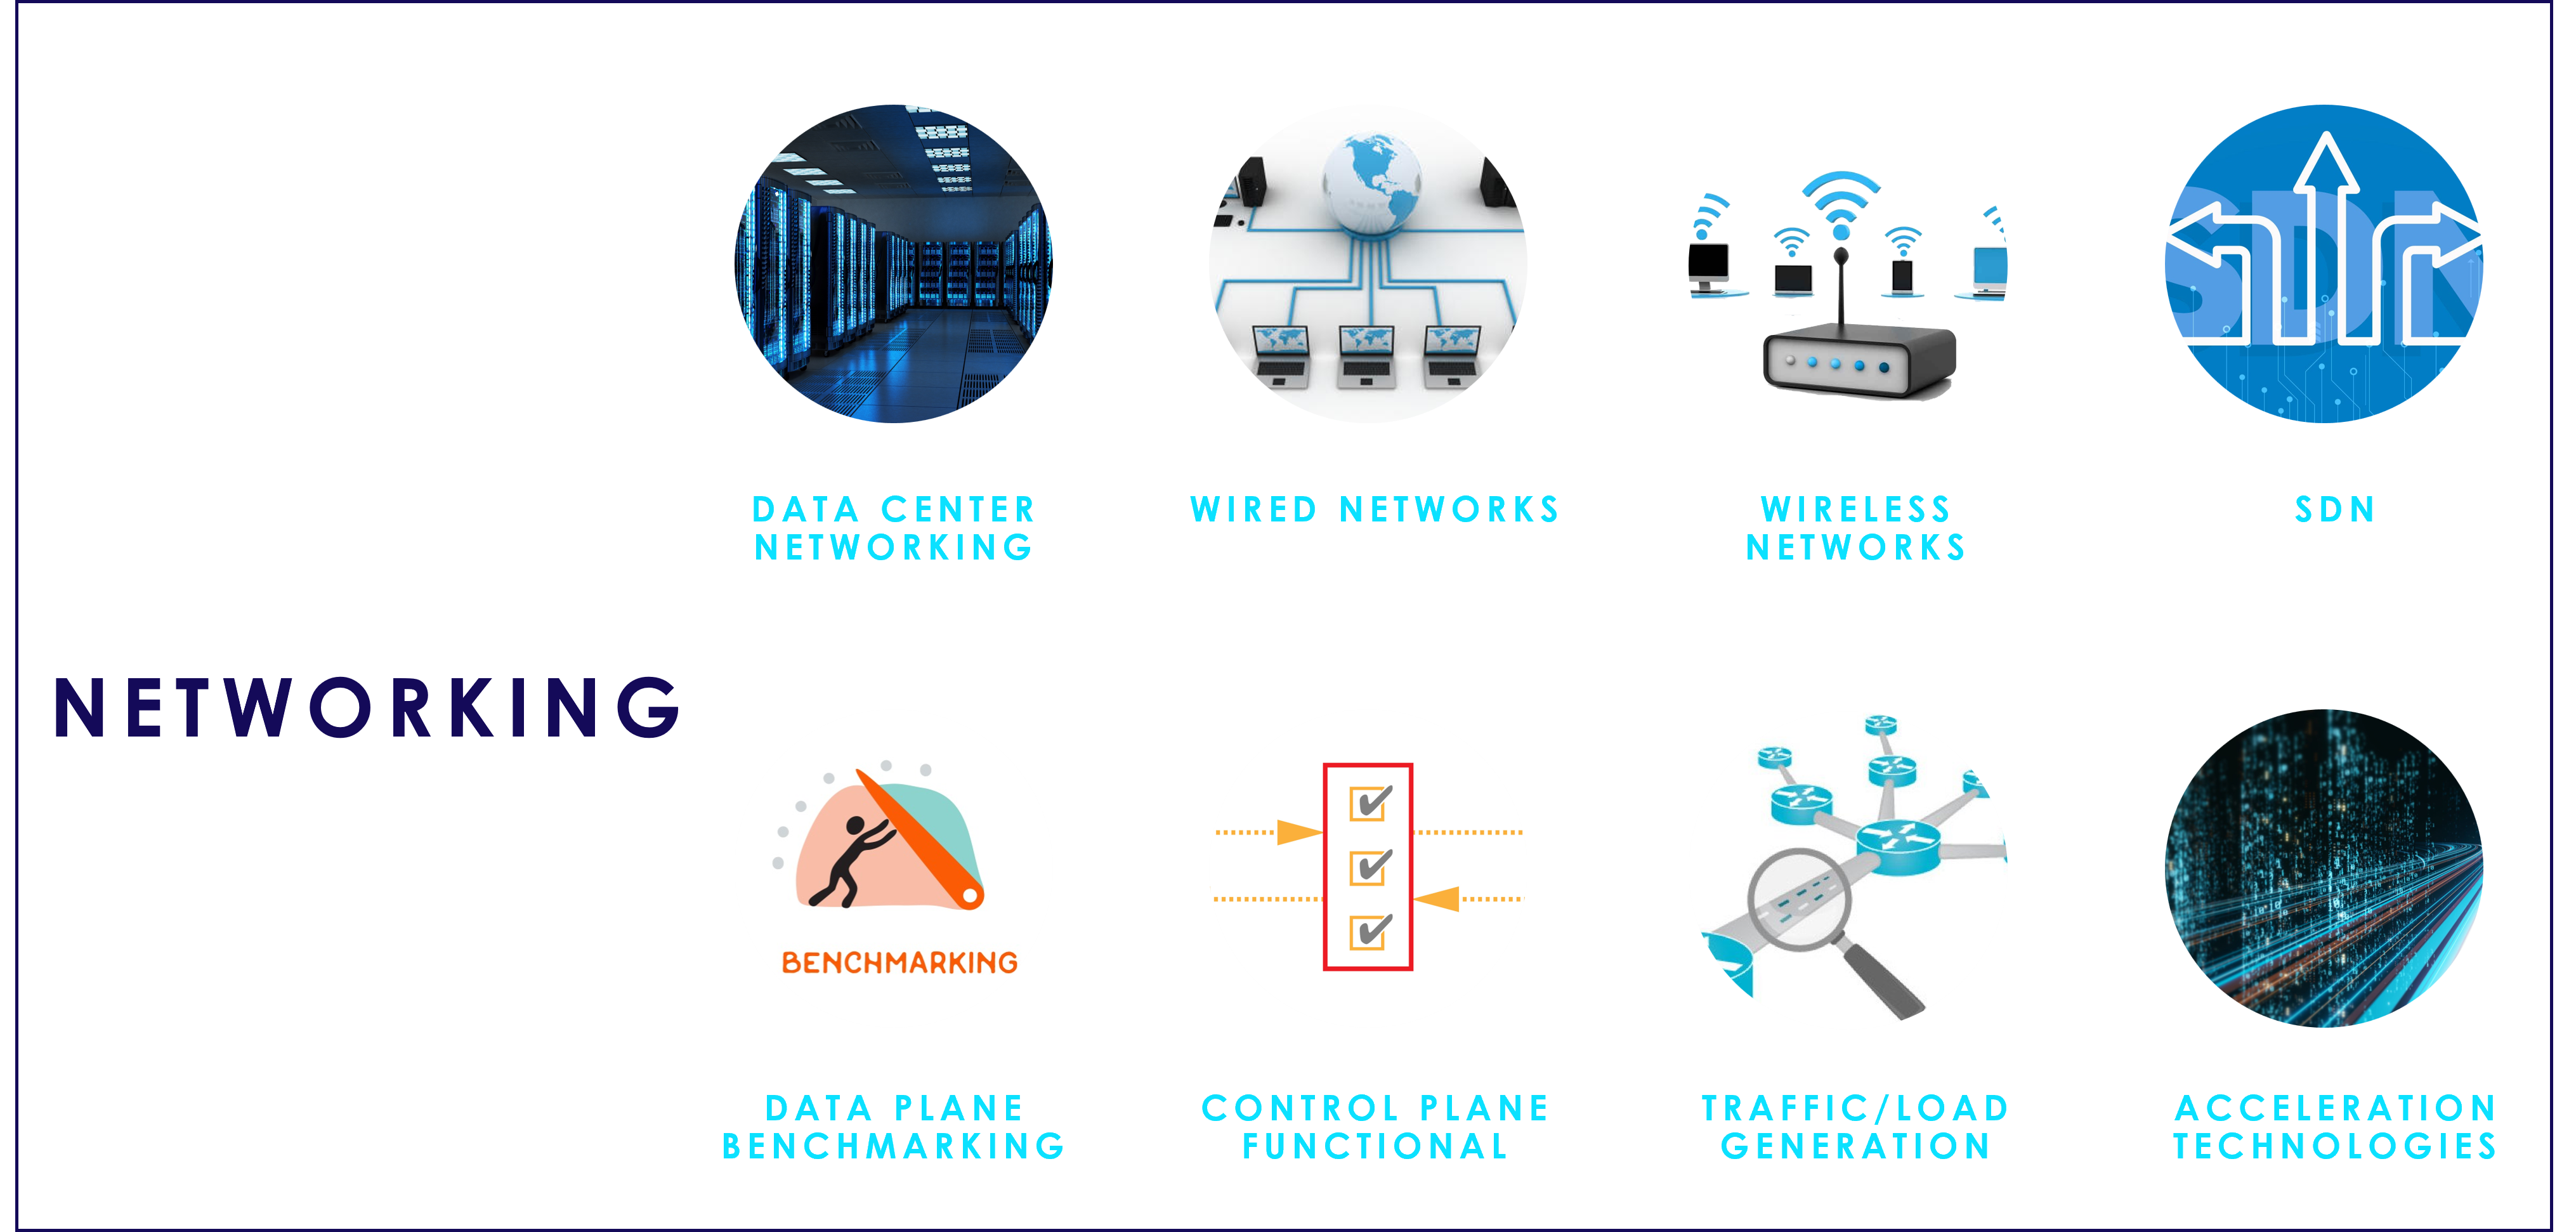 SDN
DATA CENTER
NETWORKING
WIRED NETWORKS
WIRELESS
NETWORKS
SDN
NETWORKING
BENCHMARKING
DATA PLANE
BENCHMARKING
CONTROL PLANE
FUNCTIONAL
TRAFFIC/LOAD
GENERATION
ACCELERATION
TECHNOLOGIES